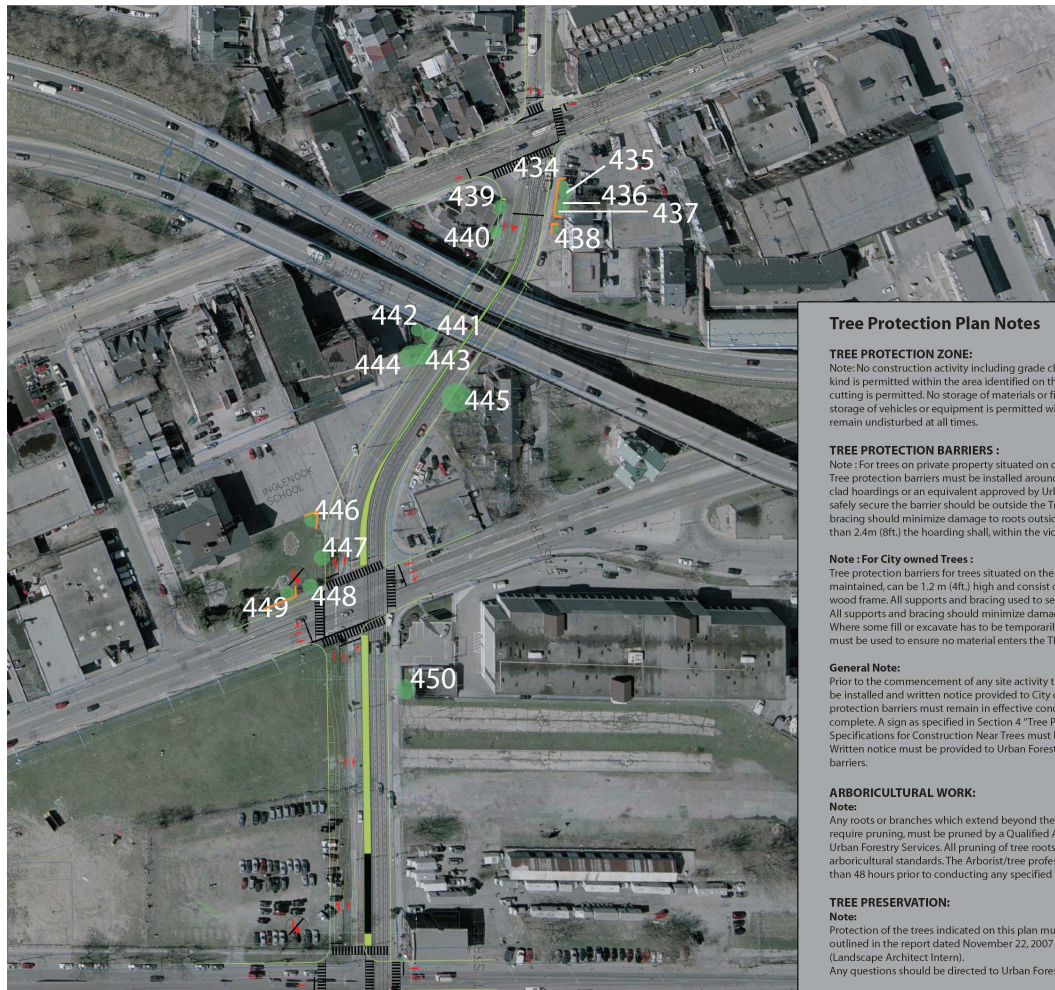 434
435
436
437
438
439
440
RICHMOND ST. E
ADELAIDE ST.
442
441
444
443
445
INGLENOOK
SCHOOL
446
447
448
449
450
Tree Protection Plan Notes
TREE PROTECTION ZONE:
Note: No construction activity including grade
kind is permitted within the area identified on
cutting is permitted. No storage of materials or
storage of vehicles or equipment is permitted
remain undisturbed at all times.
TREE PROTECTION BARRIERS :
Note : For trees on private property situated on
Tree protection barriers must be installed
clad hoardings or an equivalent approved by
safely secure the barrier should be outside the
bracing should minimize damage to roots
than 2.4m (8ft.) the hoarding shall, within the
Note : For City owned Trees :
Tree protection barriers for trees situated on the
maintained, can be 1.2 m (4ft.) high and consist
wood frame. All supports and bracing used to
All supports and bracing should minimize
Where some fill or excavate has to be
must be used to ensure no material enters the
General Note:
Prior to the commencement of any site activity
be installed and written notice provided to City
protection barriers must remain in effective
complete. A sign as specified in Section 4 "Tree
Specifications for Construction Near Trees must
Written notice must be provided to Urban
barriers.
ARBORICULTURAL WORK:
Note:
Any roots or branches which extend beyond the
require pruning, must be pruned by a Qualified
Urban Forestry Services. All pruning of tree roots
arboricultural standards. The Arborist/tree
than 48 hours prior to conducting any specified
TREE PRESERVATION:
Note:
Protection of the trees indicated on this plan
outlined in the report dated November 22, 2007
(Landscape Architect Intern).
Any questions should be directed to Urban